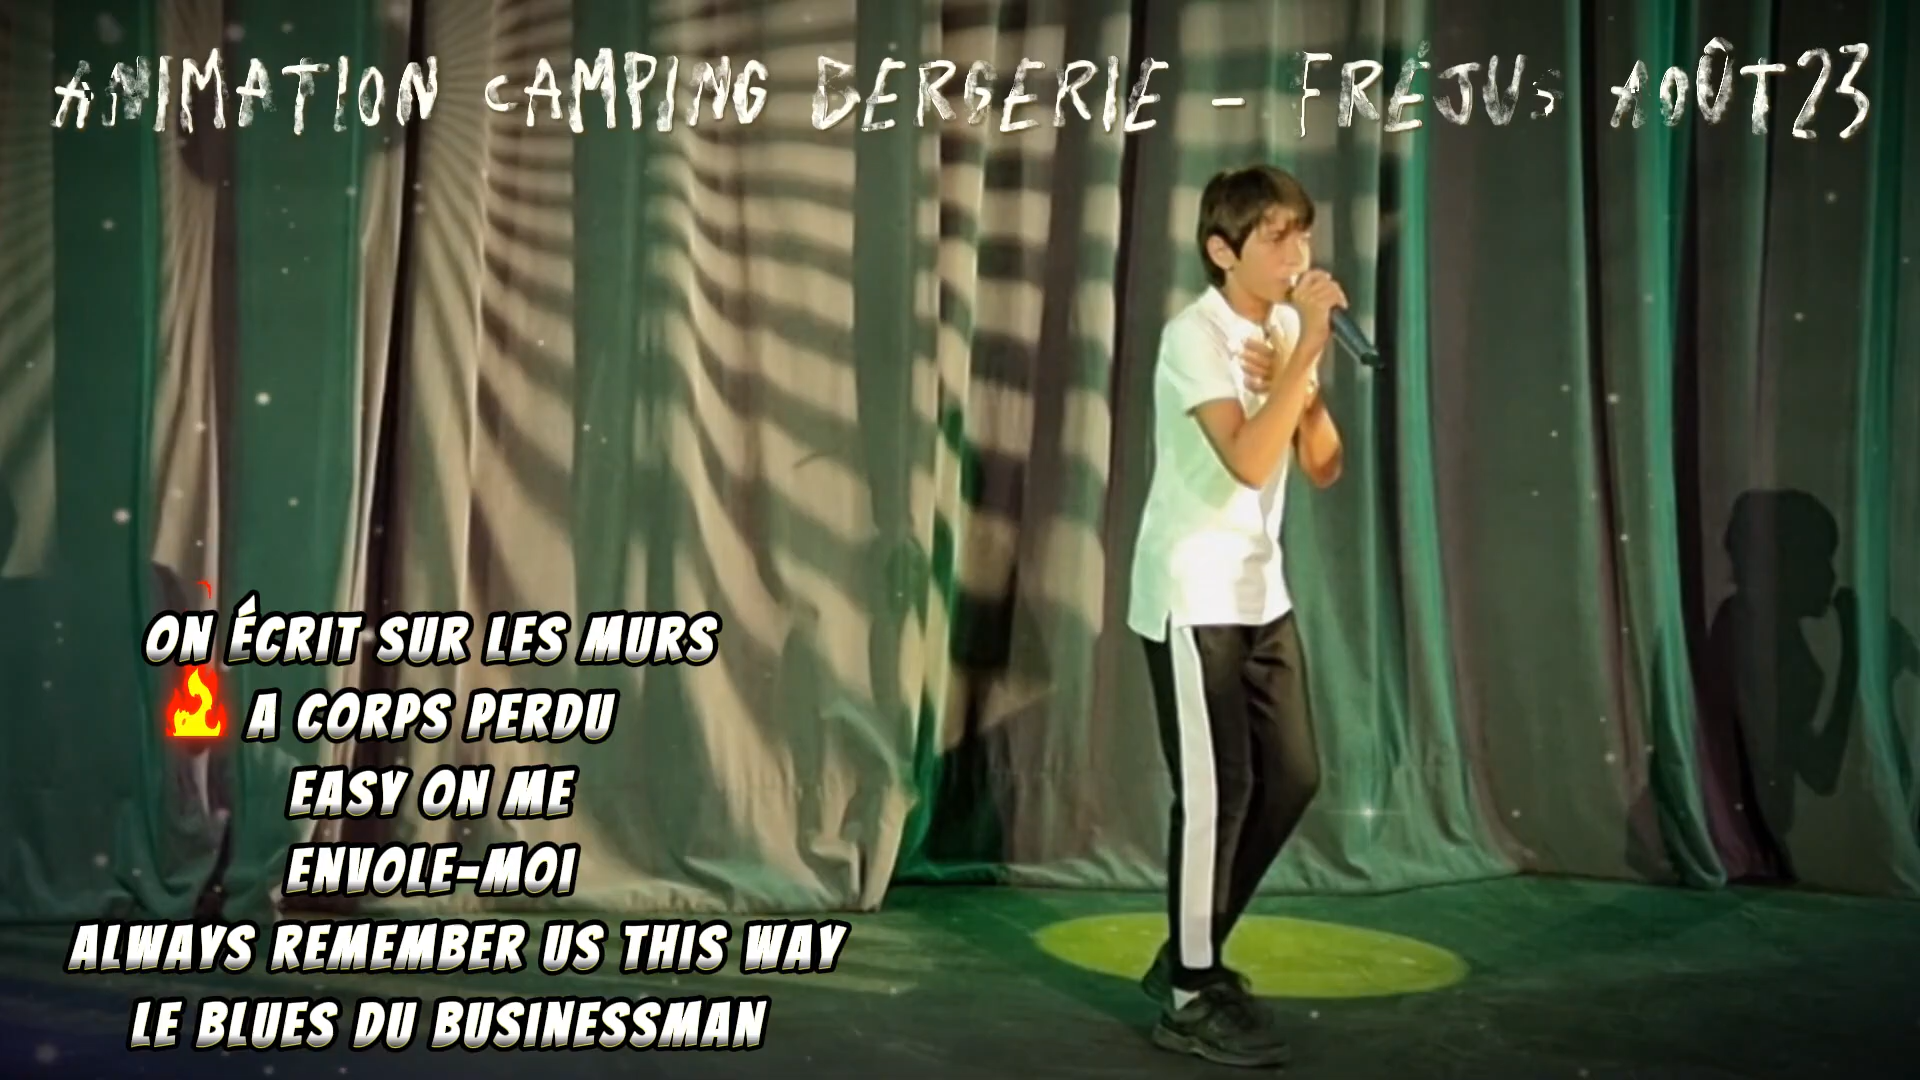 ANIMATION CAMPING BERGERIE - FRÉJUS AOÛT23
ON ÉCRIT SUR LES MURS
A CORPS PERDU
EASY ON ME
ENVOLE-MOI
ALWAYS REMEMBER US THIS WAY
LE BLUES DU BUSINESSMAN